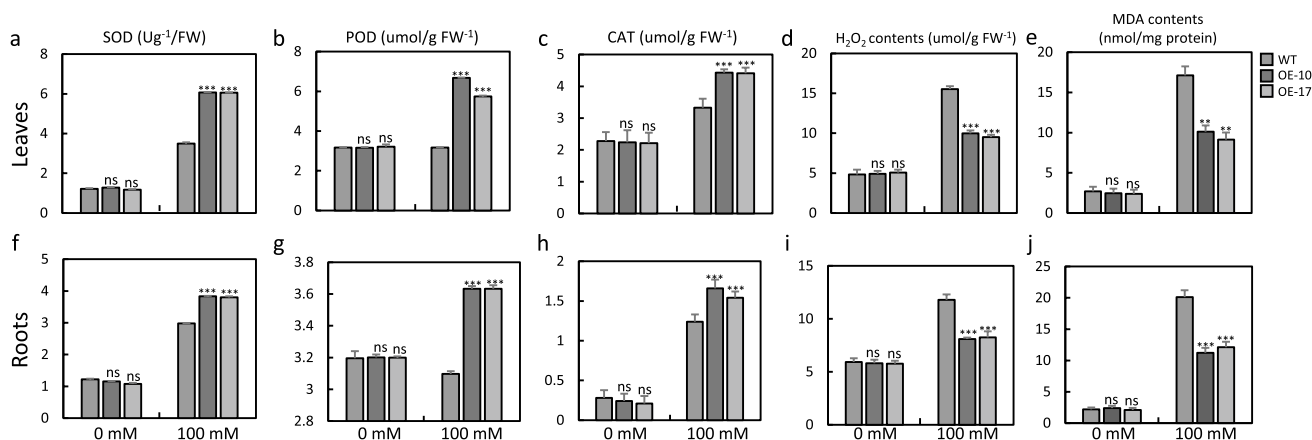 a SOD (Ug⁻¹/FW)
b POD (umol/g FW⁻¹)
c CAT (umol/g FW⁻¹)
d H₂O₂ contents (umol/g FW⁻¹)
e MDA contents
(nmol/mg protein)
WT
OE-10
OE-17
Leaves
8
6
4
2
0
ns ns *** ***
8
6
4
2
0
ns ns *** ***
5
4
3
2
1
0
ns ns *** ***
20
15
10
5
0
ns ns *** ***
20
15
10
5
0
ns ns ** **
Roots
f
5
4
3
2
1
0
ns ns *** ***
0 mM 100 mM
g
3.8
3.6
3.4
3.2
3
2.8
ns ns *** ***
0 mM 100 mM
h
2
1.5
1
0.5
0
ns ns *** ***
0 mM 100 mM
i
15
10
5
0
ns ns *** ***
0 mM 100 mM
j
25
20
15
10
5
0
ns ns *** ***
0 mM 100 mM